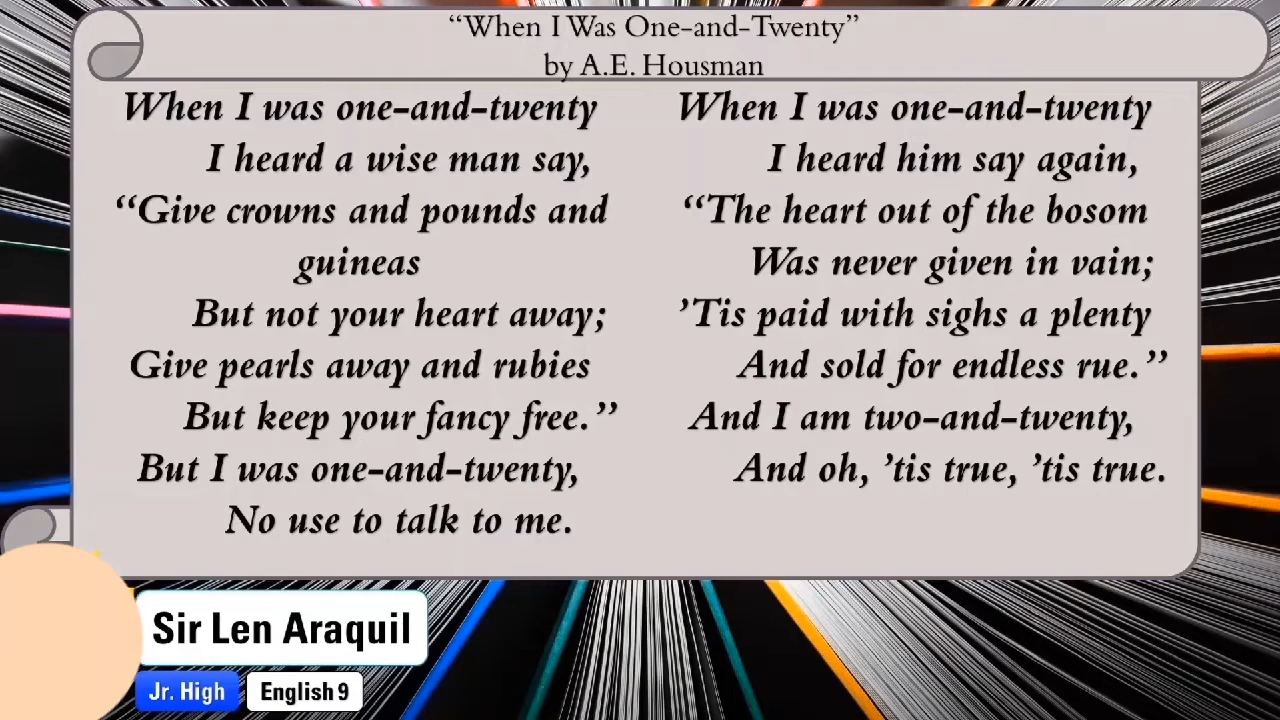 “When I Was One-and-Twenty”
by A.E. Housman
When I was one-and-twenty
I heard a wise man say,
“Give crowns and pounds and
guineas
But not your heart away;
Give pearls away and rubies
But keep your fancy free.”
But I was one-and-twenty,
No use to talk to me.
When I was one-and-twenty
I heard him say again,
“The heart out of the bosom
Was never given in vain;
’Tis paid with sighs a plenty
And sold for endless rue.”
And I am two-and-twenty,
And oh, ’tis true, ’tis true.
Sir Len Araquil
Jr. High
English 9